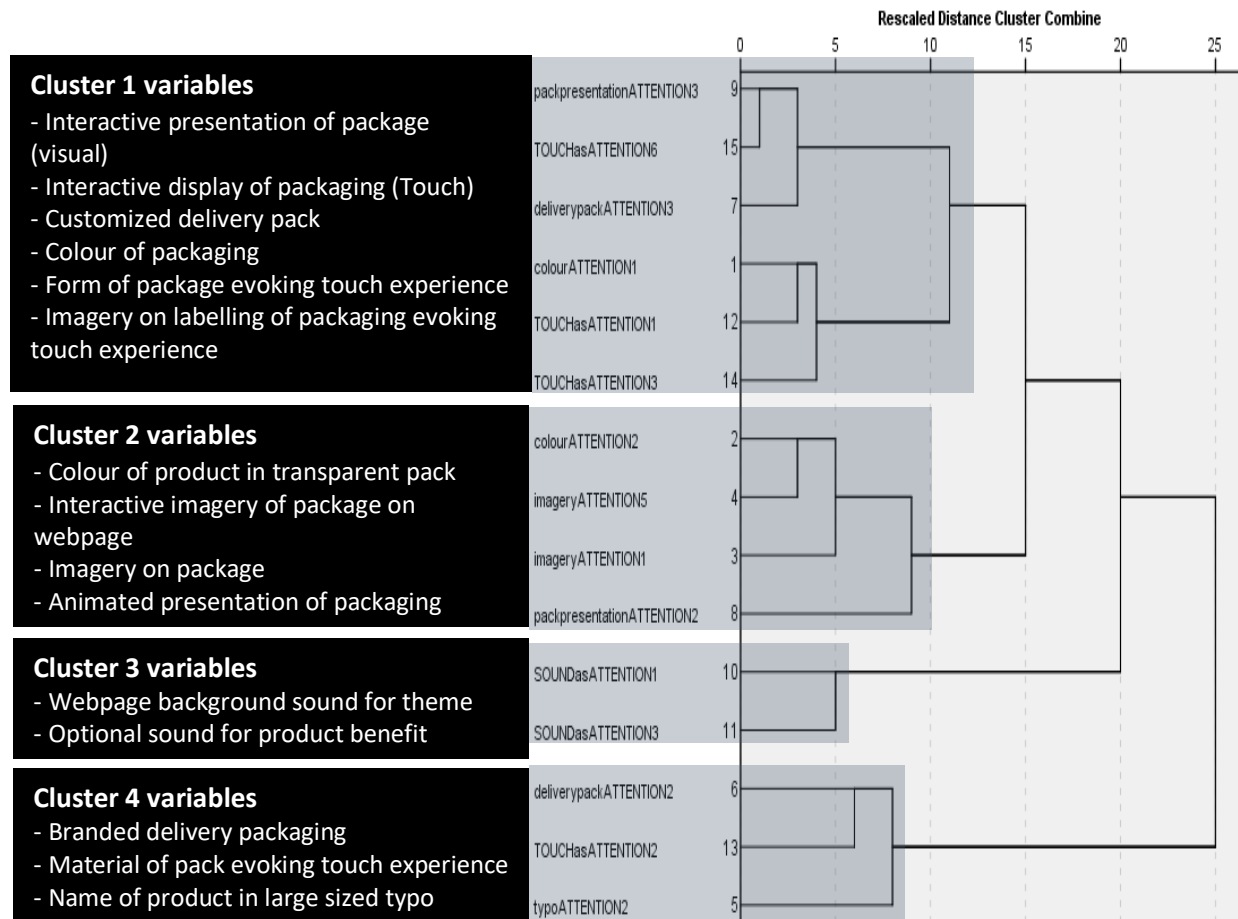 Rescaled Distance Cluster Combine
0 5 10 15 20 25
Cluster 1 variables
- Interactive presentation of package
(visual)
- Interactive display of packaging (Touch)
- Customized delivery pack
- Colour of packaging
- Form of package evoking touch experience
- Imagery on labelling of packaging evoking
touch experience
packpresentationATTENTION3 9
TOUCHasATTENTION6 15
deliverypackATTENTION3 7
colourATTENTION1 1
TOUCHasATTENTION1 12
TOUCHasATTENTION3 14
Cluster 2 variables
- Colour of product in transparent pack
- Interactive imagery of package on
webpage
- Imagery on package
- Animated presentation of packaging
colourATTENTION2 2
imageryATTENTION5 4
imageryATTENTION1 3
packpresentationATTENTION2 8
Cluster 3 variables
- Webpage background sound for theme
- Optional sound for product benefit
SOUNDasATTENTION1 10
SOUNDasATTENTION3 11
Cluster 4 variables
- Branded delivery packaging
- Material of pack evoking touch experience
- Name of product in large sized typo
deliverypackATTENTION2 6
TOUCHasATTENTION2 13
typoATTENTION2 5